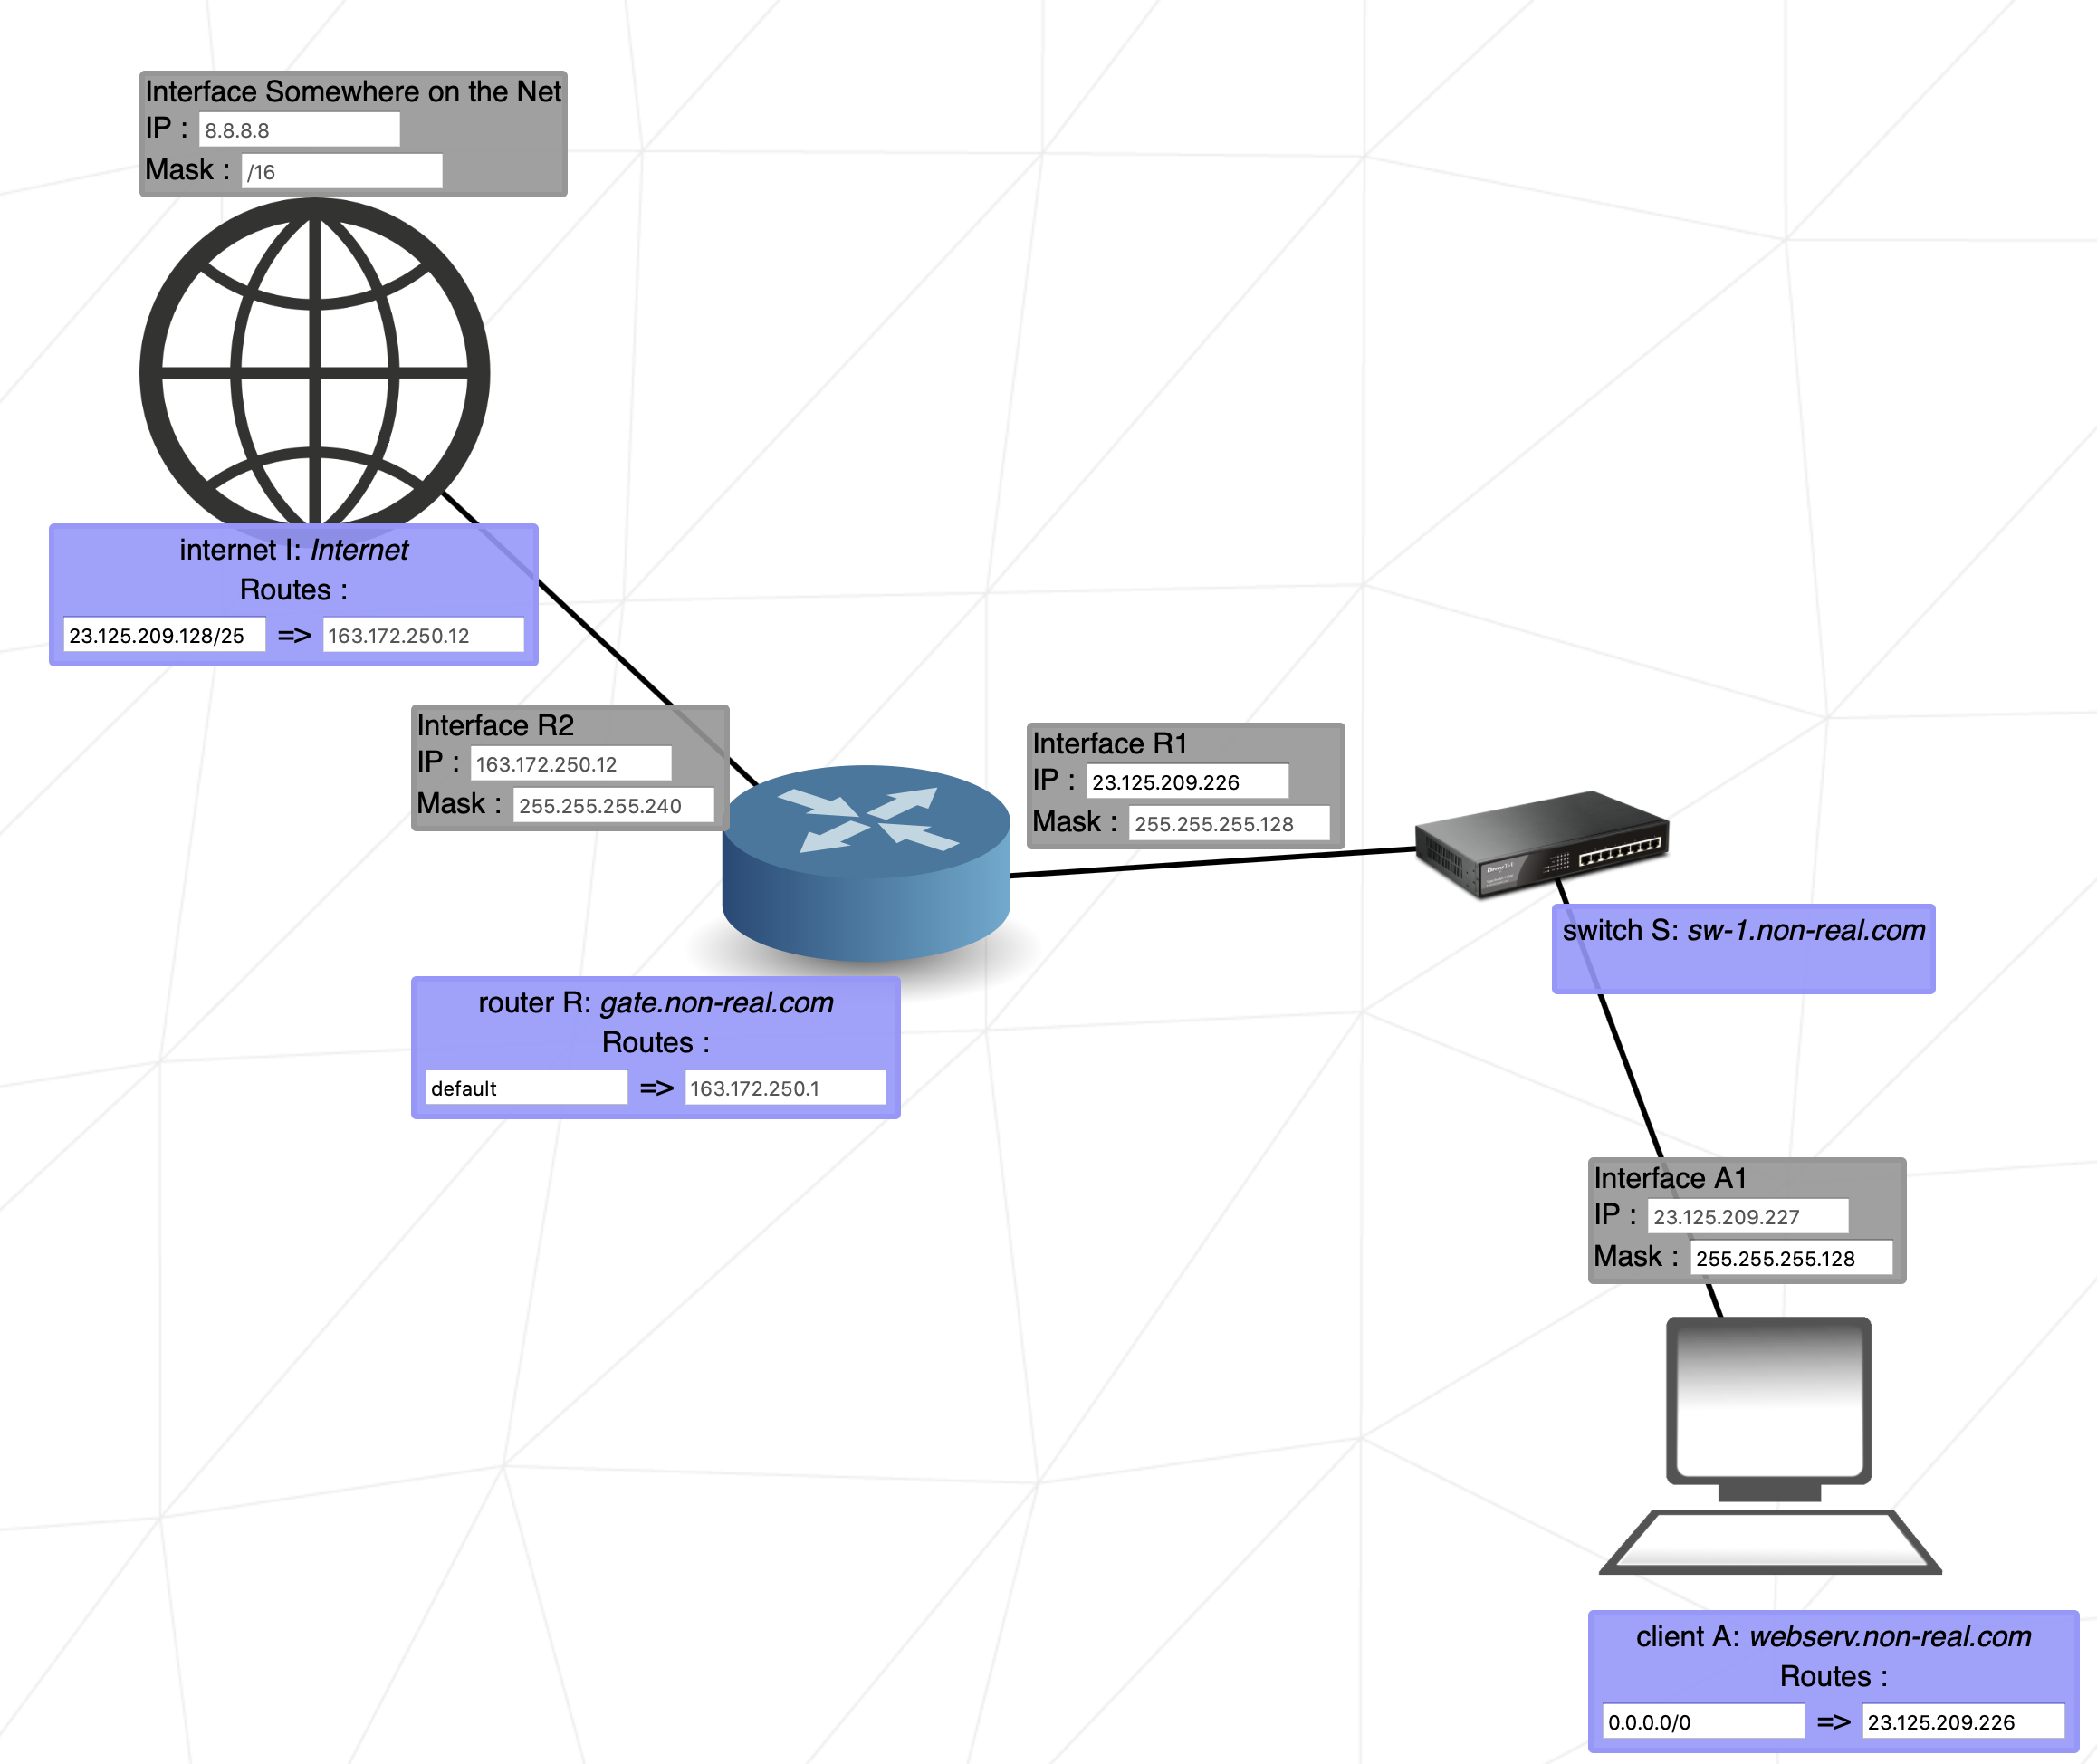 Interface Somewhere on the Net
IP : 8.8.8.8
Mask : /16
internet I: Internet
Routes :
23.125.209.128/25 => 163.172.250.12
Interface R2
IP : 163.172.250.12
Mask : 255.255.255.240
Interface R1
IP : 23.125.209.226
Mask : 255.255.255.128
router R: gate.non-real.com
Routes :
default => 163.172.250.1
switch S: sw-1.non-real.com
Interface A1
IP : 23.125.209.227
Mask : 255.255.255.128
client A: webserv.non-real.com
Routes :
0.0.0.0/0 => 23.125.209.226